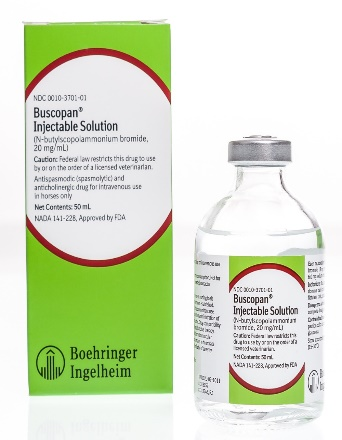 NDC 0010-3701-01
Buscopan®
Injectable Solution
(N-butylscopolammonium bromide,
20 mg/mL)
Caution: Federal law restricts this drug to use
by or on the order of a licensed veterinarian.
Antispasmodic (spasmolytic) and
anticholinergic drug for intravenous use
in horses only
Net Contents: 50 mL
NADA 141-228, Approved by FDA
Boehringer
Ingelheim
NDC 0010-3701-01
Buscopan®
Injectable Solution
(N-butylscopolammonium
bromide, 20 mg/mL)
Caution: Federal law restricts this
drug to use by or on the order of a
licensed veterinarian.
Net Contents: 50 mL
NADA 141-228, Approved by FDA